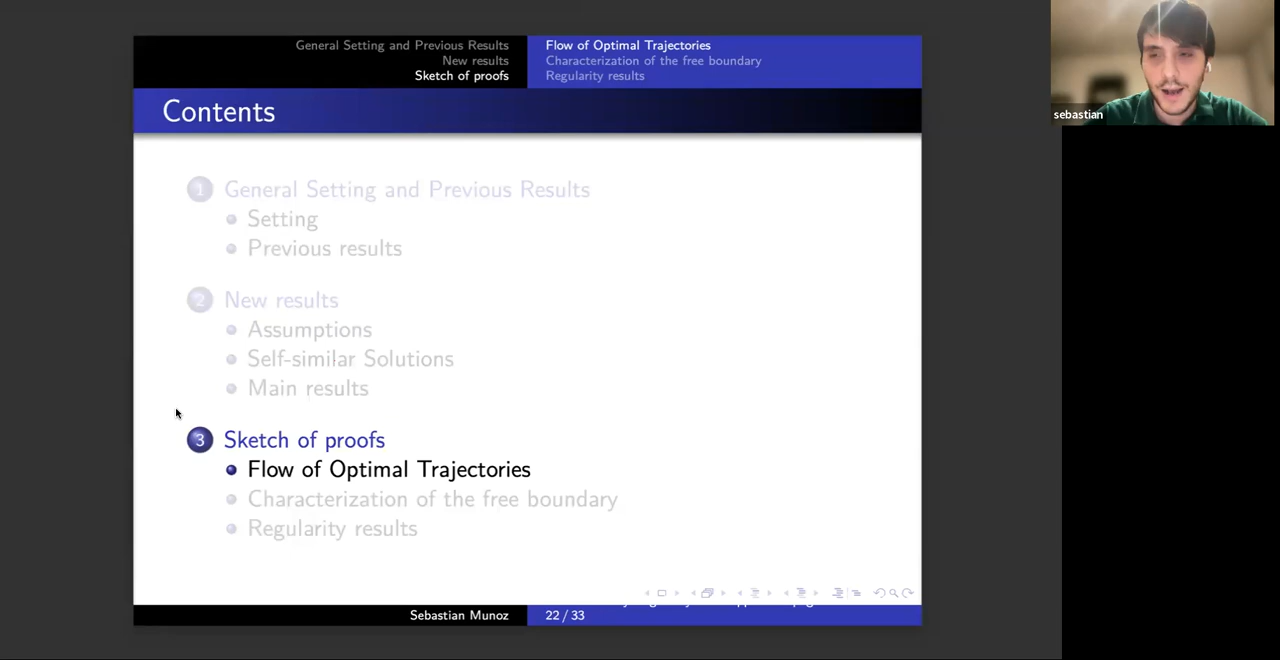 General Setting and Previous Results
New results
Sketch of proofs
Flow of Optimal Trajectories
Characterization of the free boundary
Regularity results
Contents
1 General Setting and Previous Results
Setting
Previous results
2 New results
Assumptions
Self-similar Solutions
Main results
3 Sketch of proofs
Flow of Optimal Trajectories
Characterization of the free boundary
Regularity results
Sebastian Munoz
22 / 33
sebastian